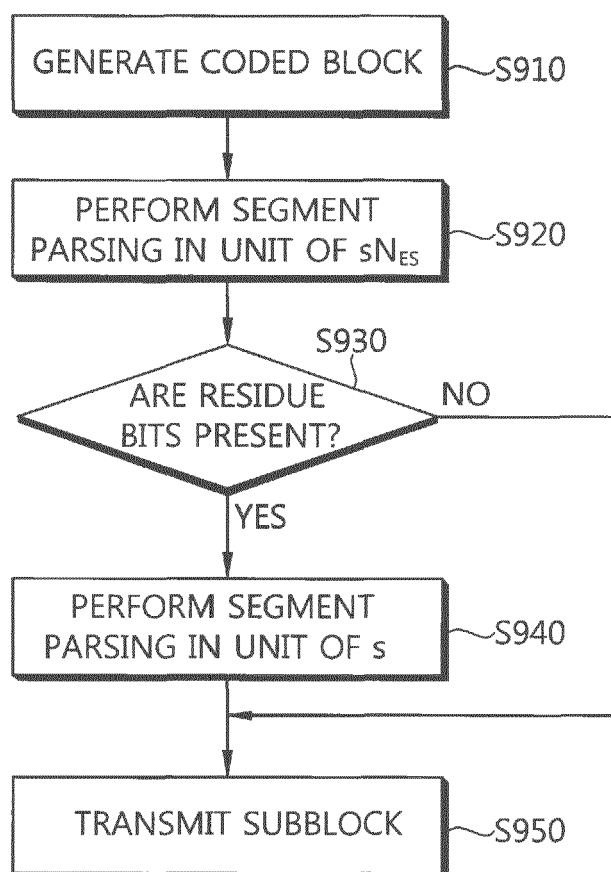 GENERATE CODED BLOCK
S910
PERFORM SEGMENT
PARSING IN UNIT OF sN_ES
S920
S930
ARE RESIDUE
BITS PRESENT?
NO
YES
PERFORM SEGMENT
PARSING IN UNIT OF s
S940
TRANSMIT SUBBLOCK
S950